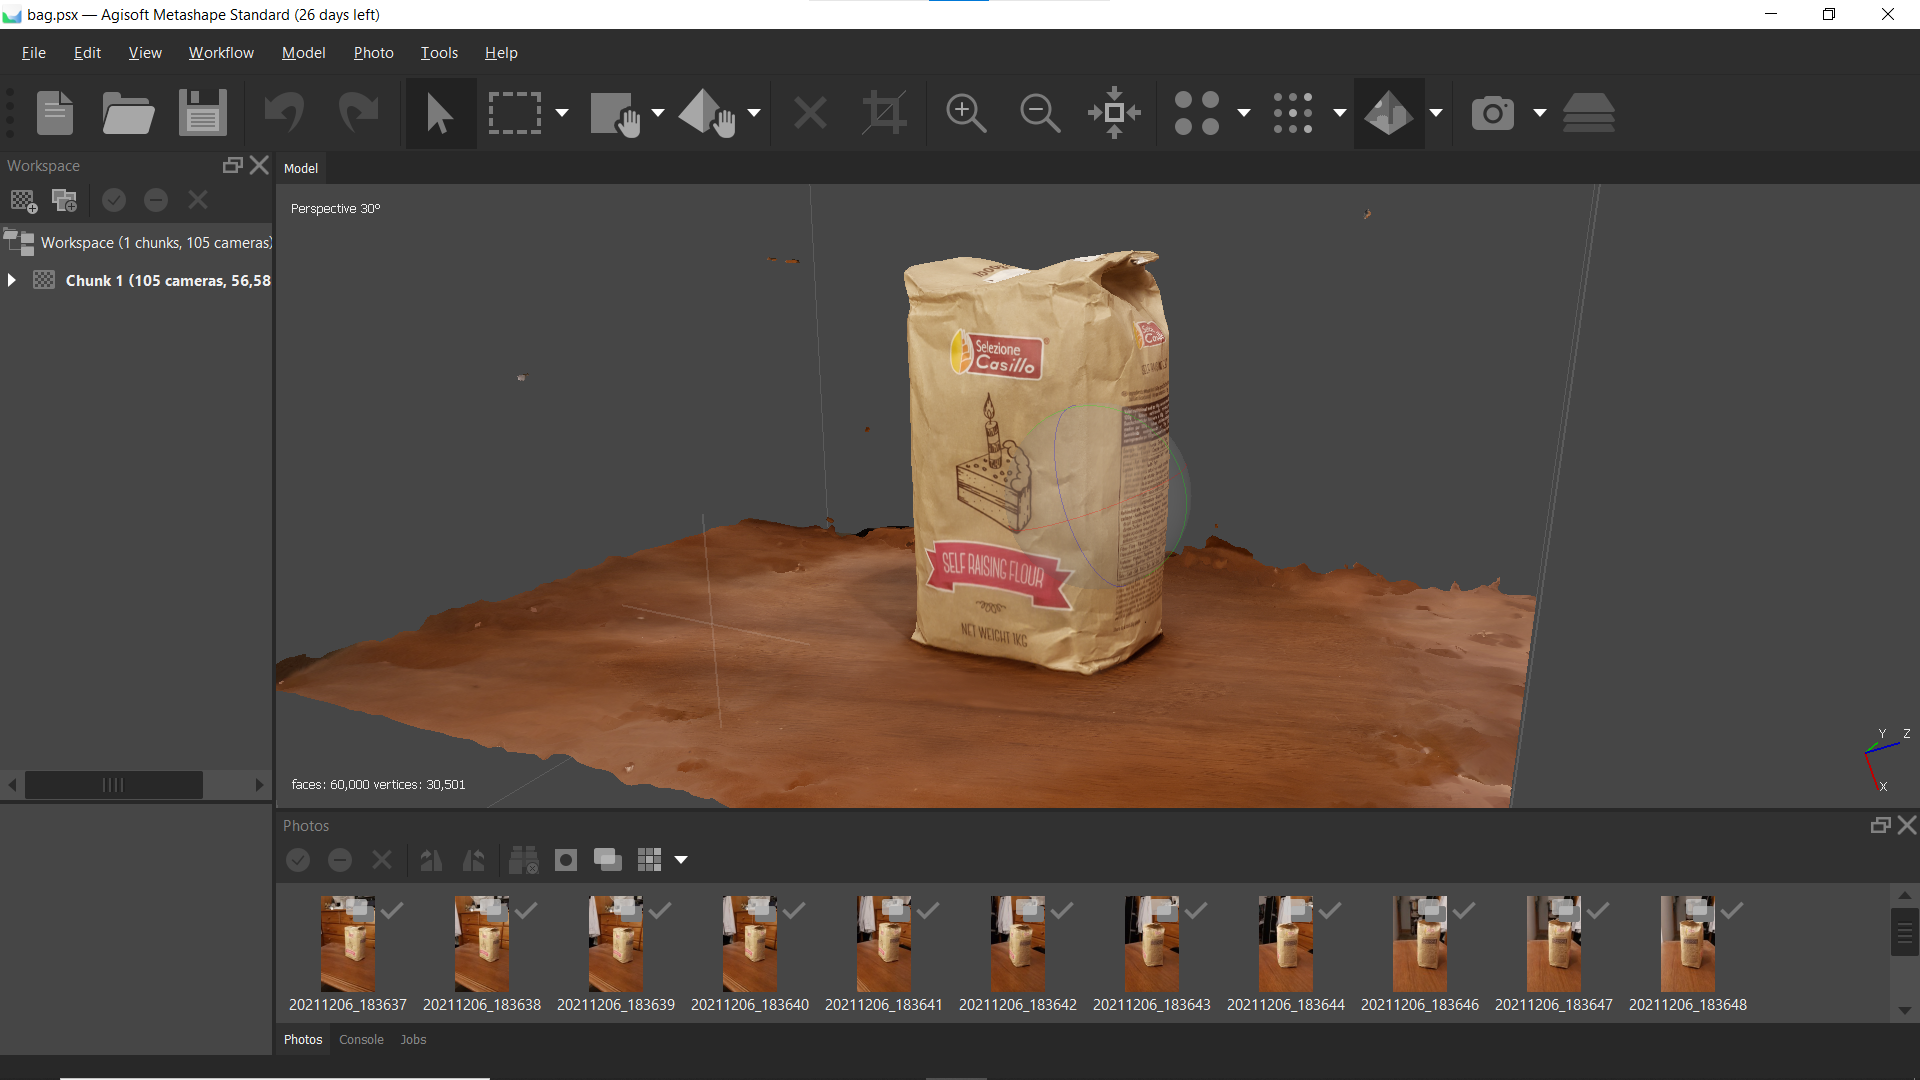 bag.psx — Agisoft Metashape Standard (26 days left)
File Edit View Workflow Model Photo Tools Help
Workspace
Workspace (1 chunks, 105 cameras)
Chunk 1 (105 cameras, 56,58
Model
Perspective 30°
Selezione
Casillo
SELF RAISING FLOUR
NET WEIGHT 1KG
Y Z
X
faces: 60,000 vertices: 30,501
Photos
20211206_183637 20211206_183638 20211206_183639 20211206_183640 20211206_183641 20211206_183642 20211206_183643 20211206_183644 20211206_183646 20211206_183647 20211206_183648
Photos Console Jobs